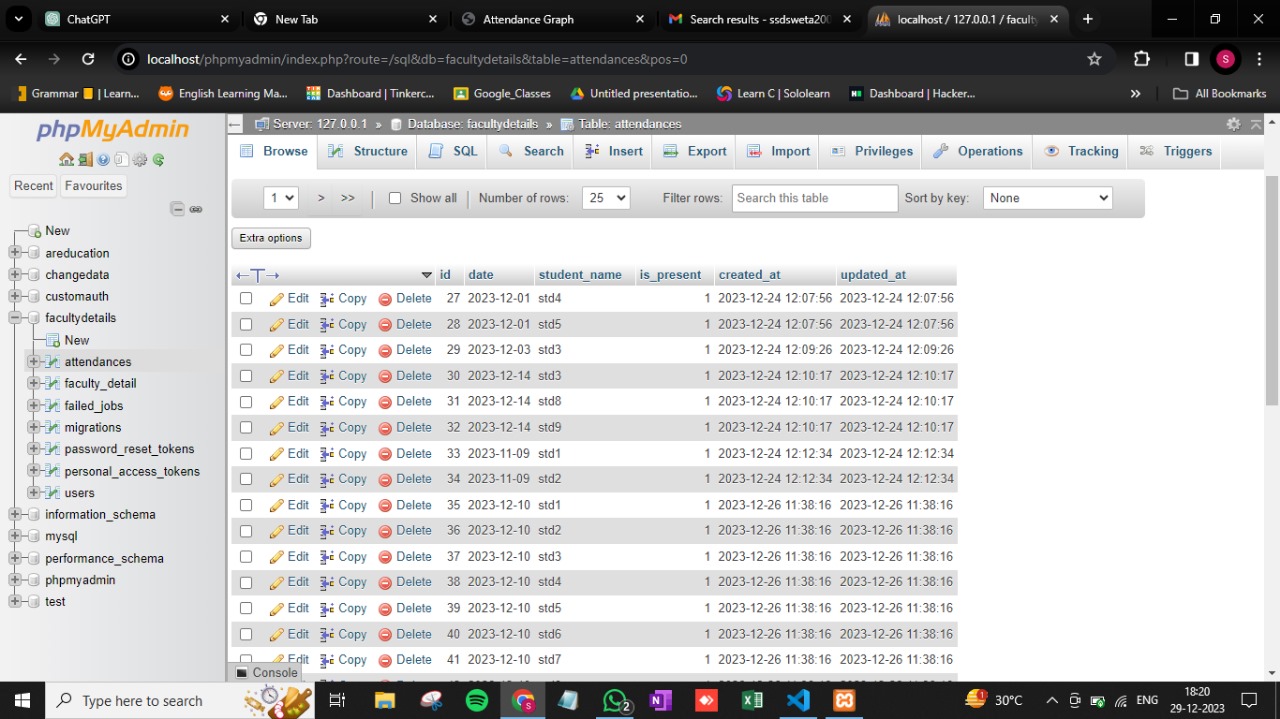 ChatGPT New Tab Attendance Graph Search results - ssdsweta200 localhost / 127.0.0.1 / faculty
localhost/phpmyadmin/index.php?route=/sql&db=facultydetails&table=attendances&pos=0 S
Grammar | Learn... English Learning Ma... Dashboard | Tinkerc... Google_Classes Untitled presentatio... Learn C | Sololearn Dashboard | Hacker... » All Bookmarks
phpMyAdmin
Recent Favourites
New
areducation
changedata
customauth
facultydetails
New
attendances
faculty_detail
failed_jobs
migrations
password_reset_tokens
personal_access_tokens
users
information_schema
mysql
performance_schema
phpmyadmin
test
Server: 127.0.0.1 » Database: facultydetails » Table: attendances
Browse Structure SQL Search Insert Export Import Privileges Operations Tracking Triggers
1 > >> | Show all | Number of rows: 25 Filter rows: Search this table Sort by key: None
Extra options
←T→ id date student_name is_present created_at updated_at
Edit Copy Delete 27 2023-12-01 std4 1 2023-12-24 12:07:56 2023-12-24 12:07:56
Edit Copy Delete 28 2023-12-01 std5 1 2023-12-24 12:07:56 2023-12-24 12:07:56
Edit Copy Delete 29 2023-12-03 std3 1 2023-12-24 12:09:26 2023-12-24 12:09:26
Edit Copy Delete 30 2023-12-14 std3 1 2023-12-24 12:10:17 2023-12-24 12:10:17
Edit Copy Delete 31 2023-12-14 std8 1 2023-12-24 12:10:17 2023-12-24 12:10:17
Edit Copy Delete 32 2023-12-14 std9 1 2023-12-24 12:10:17 2023-12-24 12:10:17
Edit Copy Delete 33 2023-11-09 std1 1 2023-12-24 12:12:34 2023-12-24 12:12:34
Edit Copy Delete 34 2023-11-09 std2 1 2023-12-24 12:12:34 2023-12-24 12:12:34
Edit Copy Delete 35 2023-12-10 std1 1 2023-12-26 11:38:16 2023-12-26 11:38:16
Edit Copy Delete 36 2023-12-10 std2 1 2023-12-26 11:38:16 2023-12-26 11:38:16
Edit Copy Delete 37 2023-12-10 std3 1 2023-12-26 11:38:16 2023-12-26 11:38:16
Edit Copy Delete 38 2023-12-10 std4 1 2023-12-26 11:38:16 2023-12-26 11:38:16
Edit Copy Delete 39 2023-12-10 std5 1 2023-12-26 11:38:16 2023-12-26 11:38:16
Edit Copy Delete 40 2023-12-10 std6 1 2023-12-26 11:38:16 2023-12-26 11:38:16
Edit Copy Delete 41 2023-12-10 std7 1 2023-12-26 11:38:16 2023-12-26 11:38:16
Console
Type here to search 2 1 30°C ENG 18:20
29-12-2023